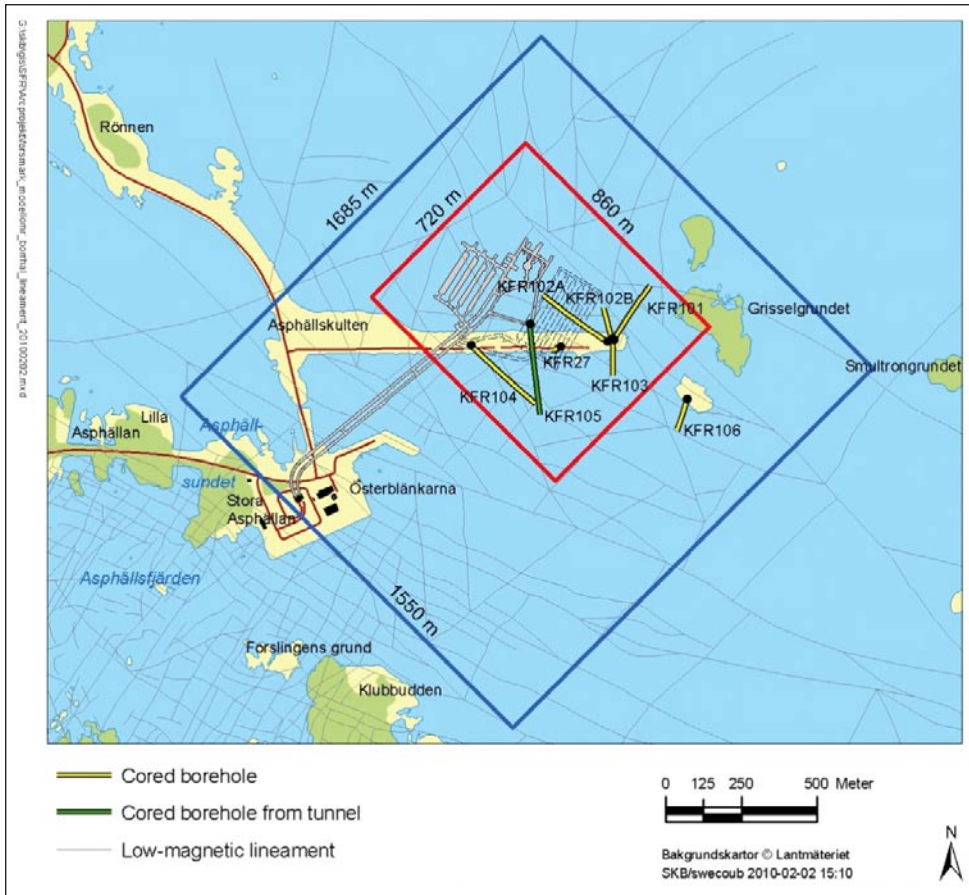 Rönnen
1685 m
720 m
860 m
KFR102A
KFR102B
KFR101
Grisselgrundet
Asphällskulten
KFR27
KFR103
Smultrongrundet
KFR104
KFR105
KFR106
Lilla
Asphällan
Asphäll-
sundet
Stora
Asphällan
Österblänkarna
Asphällsfjärden
1550 m
Forslingens grund
Klubbudden
Cored borehole
Cored borehole from tunnel
Low-magnetic lineament
0 125 250 500 Meter
Bakgrundskartor © Lantmäteriet
SKB/swecoub 2010-02-02 15:10
N